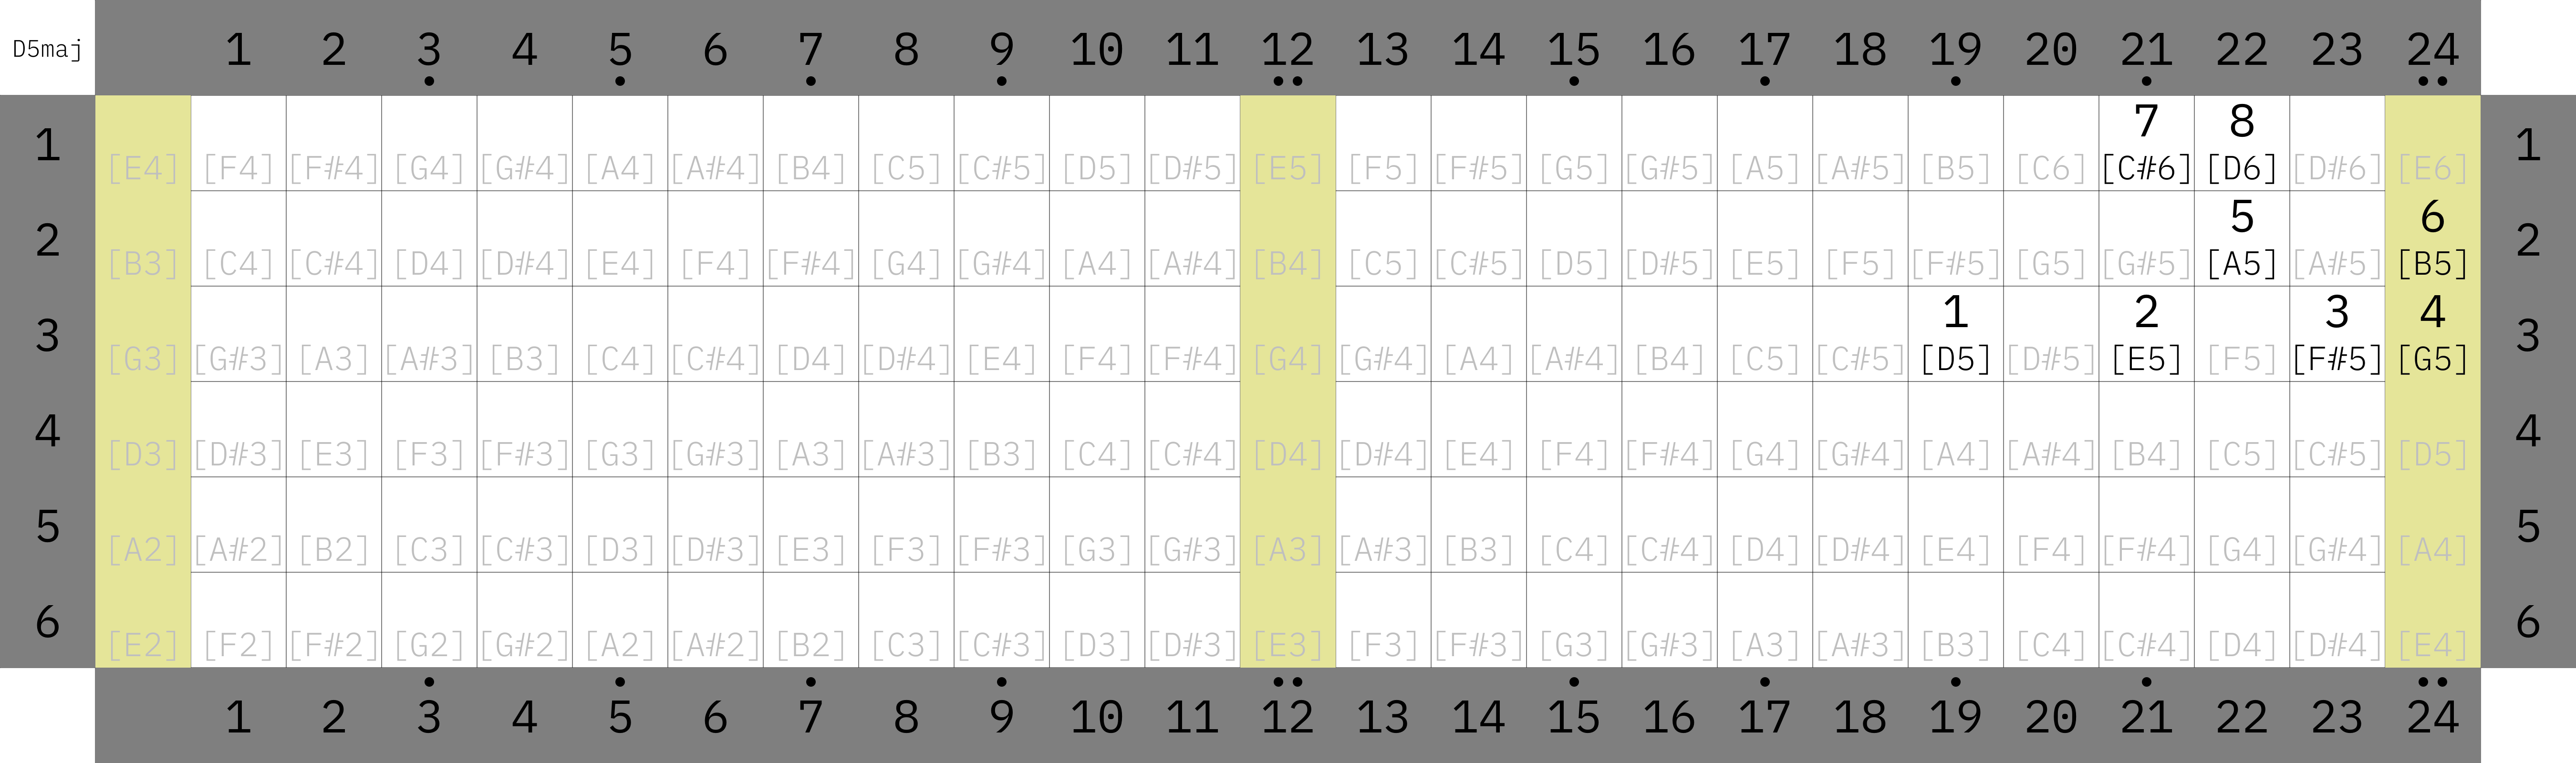 D5maj 1 2 3 4 5 6 7 8 9 10 11 12 13 14 15 16 17 18 19 20 21 22 23 24
7 8
1 [E4] [F4] [F#4] [G4] [G#4] [A4] [A#4] [B4] [C5] [C#5] [D5] [D#5] [E5] [F5] [F#5] [G5] [G#5] [A5] [A#5] [B5] [C6] [C#6] [D6] [D#6] [E6] 1
5 6
2 [B3] [C4] [C#4] [D4] [D#4] [E4] [F4] [F#4] [G4] [G#4] [A4] [A#4] [B4] [C5] [C#5] [D5] [D#5] [E5] [F5] [F#5] [G5] [G#5] [A5] [A#5] [B5] 2
1 2 3 4
3 [G3] [G#3] [A3] [A#3] [B3] [C4] [C#4] [D4] [D#4] [E4] [F4] [F#4] [G4] [G#4] [A4] [A#4] [B4] [C5] [C#5] [D5] [D#5] [E5] [F5] [F#5] [G5] 3
4 [D3] [D#3] [E3] [F3] [F#3] [G3] [G#3] [A3] [A#3] [B3] [C4] [C#4] [D4] [D#4] [E4] [F4] [F#4] [G4] [G#4] [A4] [A#4] [B4] [C5] [C#5] [D5] 4
5 [A2] [A#2] [B2] [C3] [C#3] [D3] [D#3] [E3] [F3] [F#3] [G3] [G#3] [A3] [A#3] [B3] [C4] [C#4] [D4] [D#4] [E4] [F4] [F#4] [G4] [G#4] [A4] 5
6 [E2] [F2] [F#2] [G2] [G#2] [A2] [A#2] [B2] [C3] [C#3] [D3] [D#3] [E3] [F3] [F#3] [G3] [G#3] [A3] [A#3] [B3] [C4] [C#4] [D4] [D#4] [E4] 6
1 2 3 4 5 6 7 8 9 10 11 12 13 14 15 16 17 18 19 20 21 22 23 24